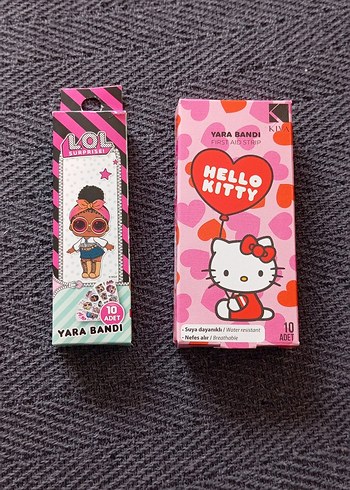 L.O.L
SURPRISE!
10
ADET
YARA BANDI
K
YARA BANDI
FIRST AID STRIP
HELLO
KITTY
- Suya dayanıklı / Water resistant
- Nefes alır / Breathable
10
ADET